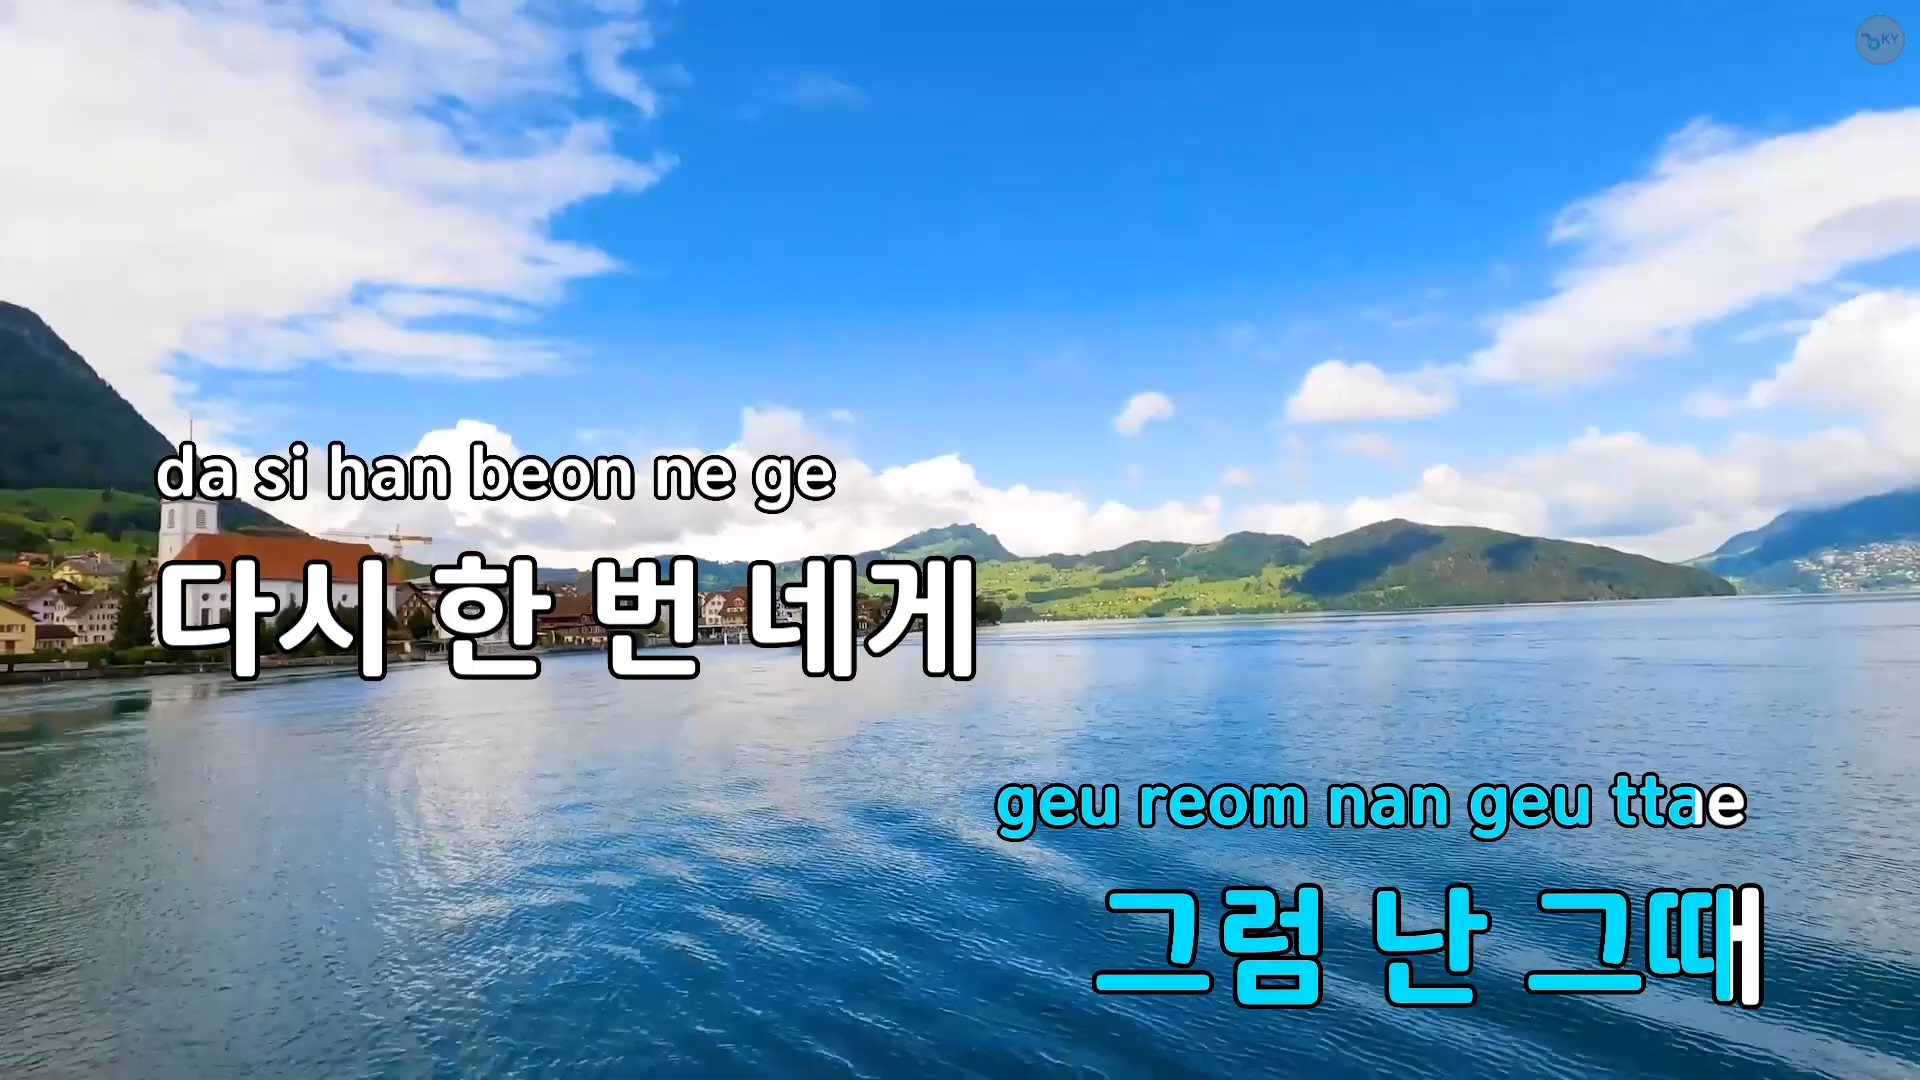 KY
da si han beon ne ge
다시 한 번 네게
geu reom nan geu ttae
그럼 난 그때